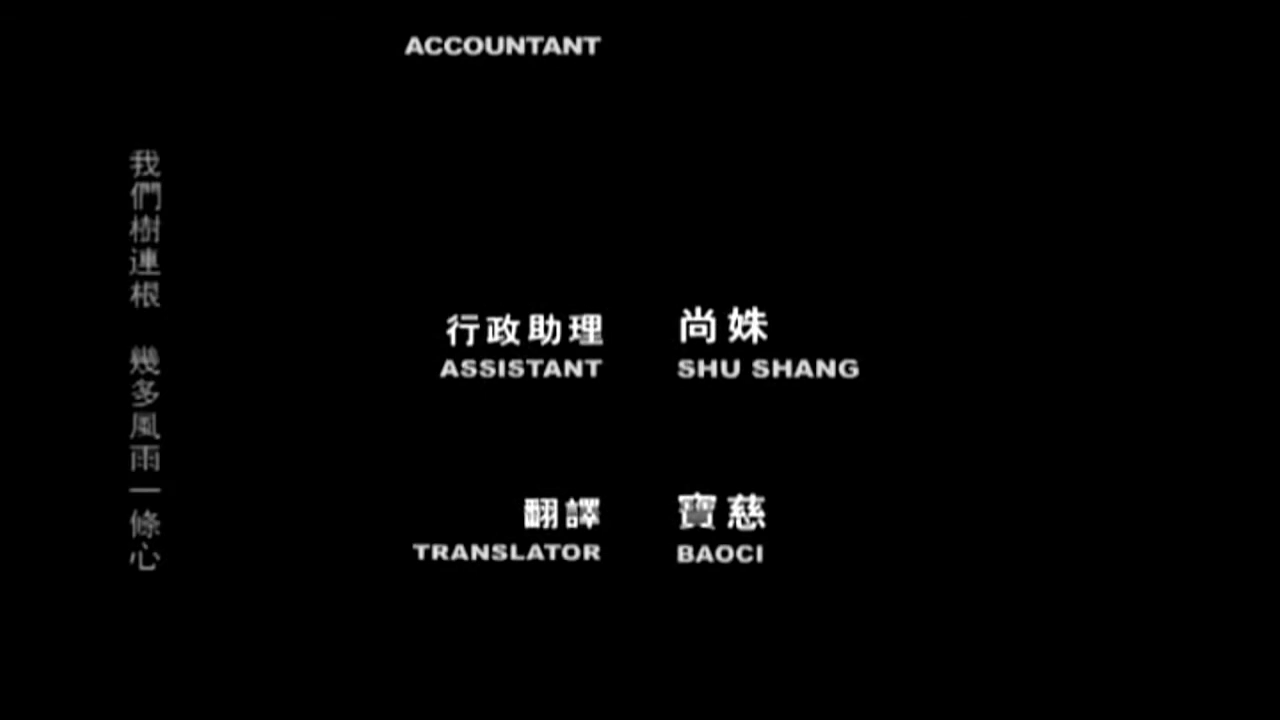 ACCOUNTANT
我們樹連根 幾多風雨一條心
行政助理 尚姝
ASSISTANT SHU SHANG
翻譯 寶慈
TRANSLATOR BAOCI